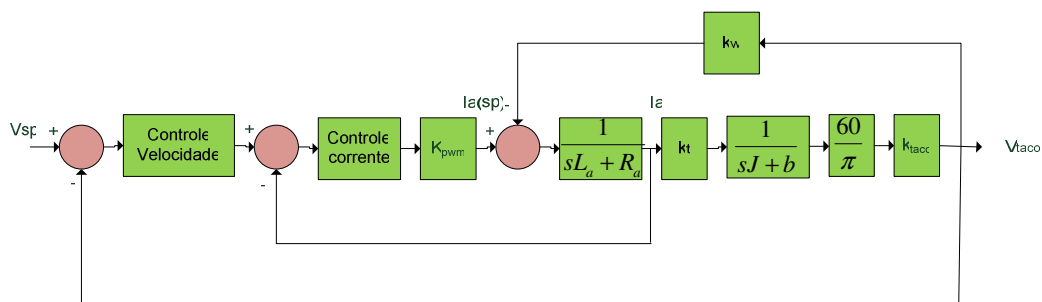 kw
Ia(sp)
-
Ia
Vsp
+
-
Controle
Velocidade
+
-
Controle
corrente
Kpwm
+
1
sLa + Ra
kt
1
sJ + b
60
π
ktaco
Vtaco